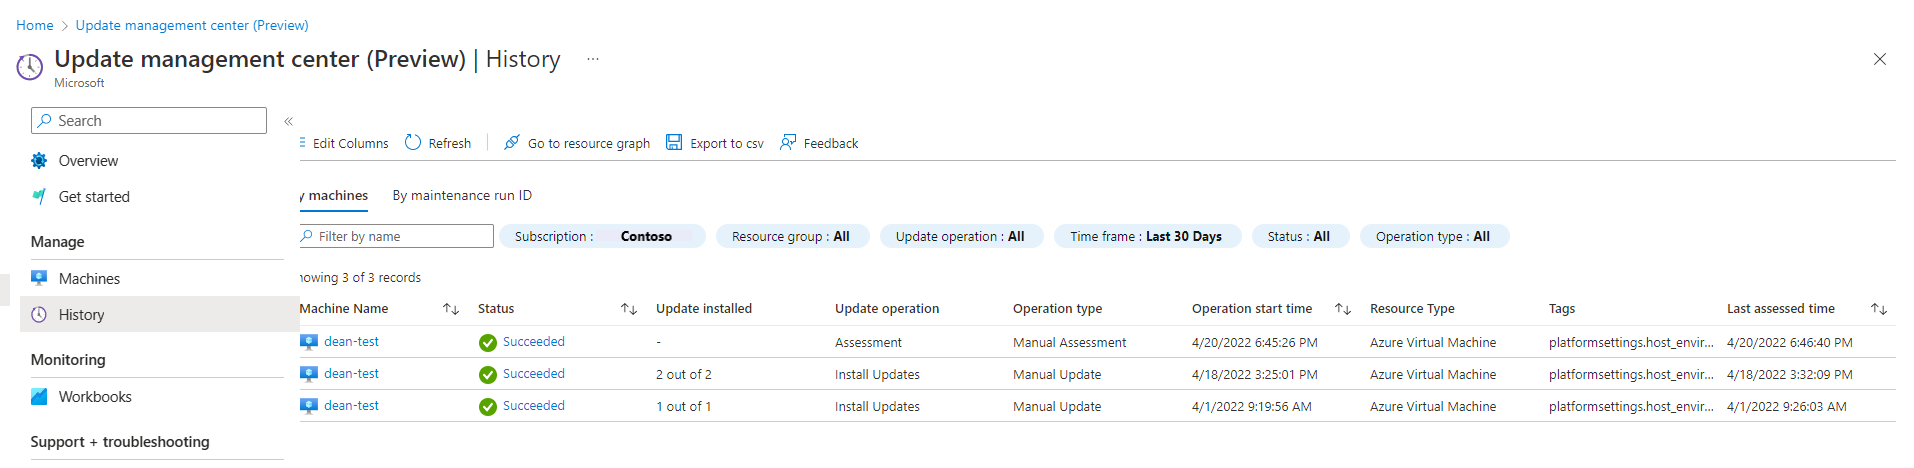 Home > Update management center (Preview)
Update management center (Preview) | History ...
Microsoft
Search «
Edit Columns Refresh Go to resource graph Export to csv Feedback
Overview
Get started
Manage
Machines
History
Monitoring
Workbooks
Support + troubleshooting
y machines By maintenance run ID
Filter by name Subscription : Contoso Resource group : All Update operation : All Time frame : Last 30 Days Status : All Operation type : All
howing 3 of 3 records
Machine Name Status Update installed Update operation Operation type Operation start time Resource Type Tags Last assessed time
dean-test Succeeded - Assessment Manual Assessment 4/20/2022 6:45:26 PM Azure Virtual Machine platformsettings.host_envir... 4/20/2022 6:46:40 PM
dean-test Succeeded 2 out of 2 Install Updates Manual Update 4/18/2022 3:25:01 PM Azure Virtual Machine platformsettings.host_envir... 4/18/2022 3:32:09 PM
dean-test Succeeded 1 out of 1 Install Updates Manual Update 4/1/2022 9:19:56 AM Azure Virtual Machine platformsettings.host_envir... 4/1/2022 9:26:03 AM